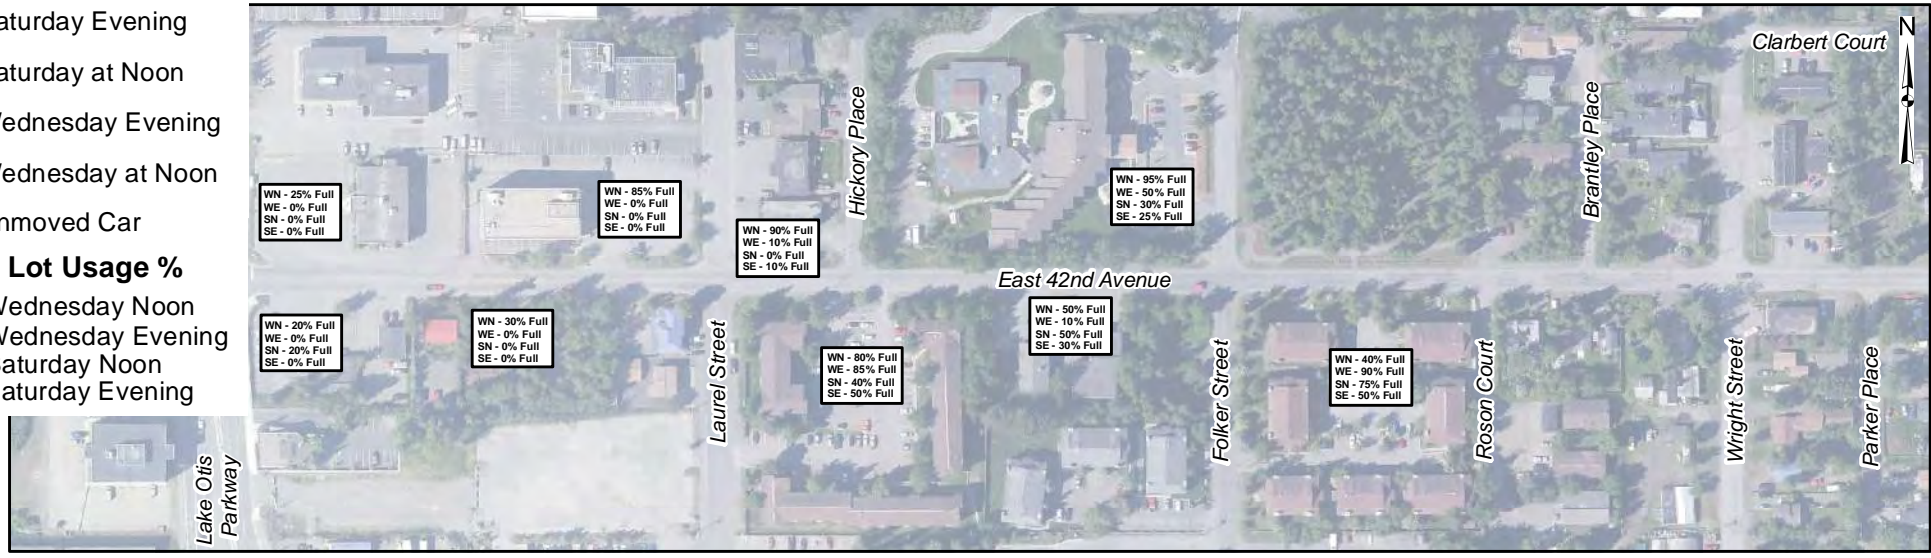 aturday Evening
aturday at Noon
ednesday Evening
ednesday at Noon
nmoved Car
Lot Usage %
ednesday Noon
ednesday Evening
aturday Noon
aturday Evening
N
Clarbert Court
Hickory Place
Brantley Place
WN - 25% Full
WE - 0% Full
SN - 0% Full
SE - 0% Full
WN - 85% Full
WE - 0% Full
SN - 0% Full
SE - 0% Full
WN - 90% Full
WE - 10% Full
SN - 0% Full
SE - 10% Full
WN - 95% Full
WE - 50% Full
SN - 30% Full
SE - 25% Full
East 42nd Avenue
WN - 20% Full
WE - 0% Full
SN - 20% Full
SE - 0% Full
WN - 30% Full
WE - 0% Full
SN - 0% Full
SE - 0% Full
Laurel Street
WN - 80% Full
WE - 85% Full
SN - 40% Full
SE - 50% Full
WN - 50% Full
WE - 10% Full
SN - 50% Full
SE - 30% Full
Folker Street
WN - 40% Full
WE - 90% Full
SN - 75% Full
SE - 50% Full
Roson Court
Wright Street
Parker Place
Lake Otis
Parkway